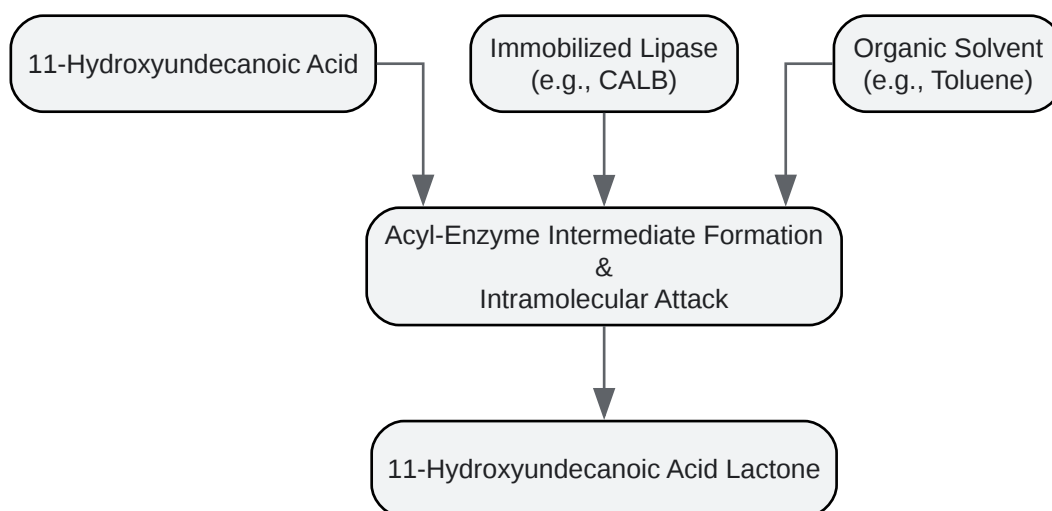 11-Hydroxyundecanoic Acid
Immobilized Lipase
(e.g., CALB)
Organic Solvent
(e.g., Toluene)
Acyl-Enzyme Intermediate Formation
&
Intramolecular Attack
11-Hydroxyundecanoic Acid Lactone